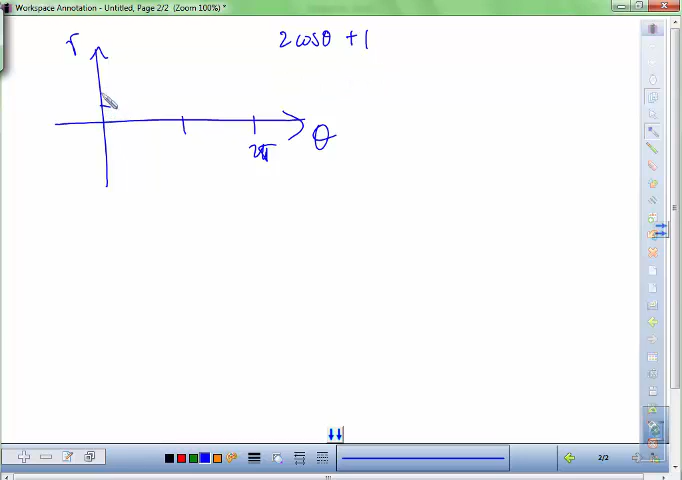 Workspace Annotation - Untitled, Page 2/2 (Zoom 100%) *
r
2cosθ + 1
θ
2π
2/2